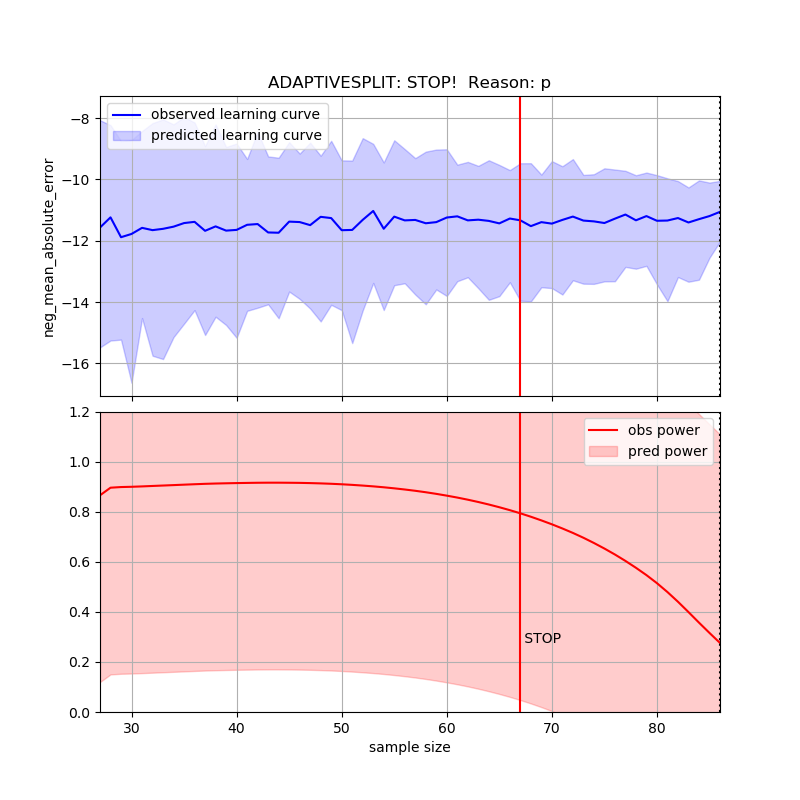 ADAPTIVESPLIT: STOP!  Reason: p
observed learning curve
predicted learning curve
neg_mean_absolute_error
−8
−10
−12
−14
−16
obs power
pred power
STOP
1.2
1.0
0.8
0.6
0.4
0.2
0.0
30 40 50 60 70 80
sample size